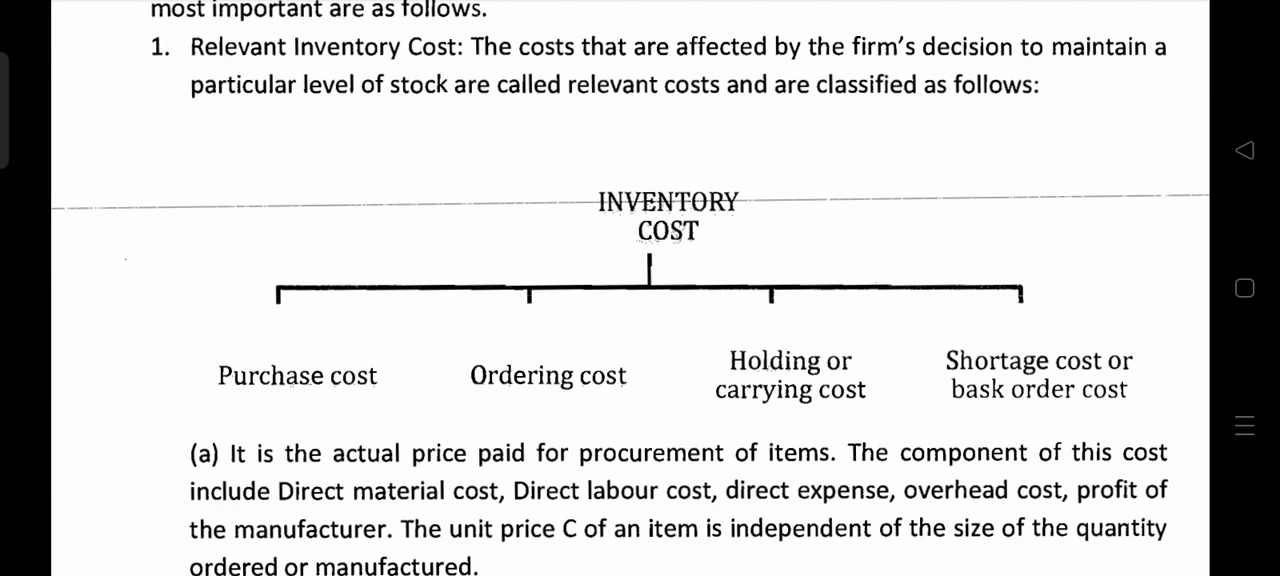 most important are as follows.
1. Relevant Inventory Cost: The costs that are affected by the firm's decision to maintain a
particular level of stock are called relevant costs and are classified as follows:
INVENTORY
COST
Purchase cost
Ordering cost
Holding or
carrying cost
Shortage cost or
bask order cost
(a) It is the actual price paid for procurement of items. The component of this cost
include Direct material cost, Direct labour cost, direct expense, overhead cost, profit of
the manufacturer. The unit price C of an item is independent of the size of the quantity
ordered or manufactured.